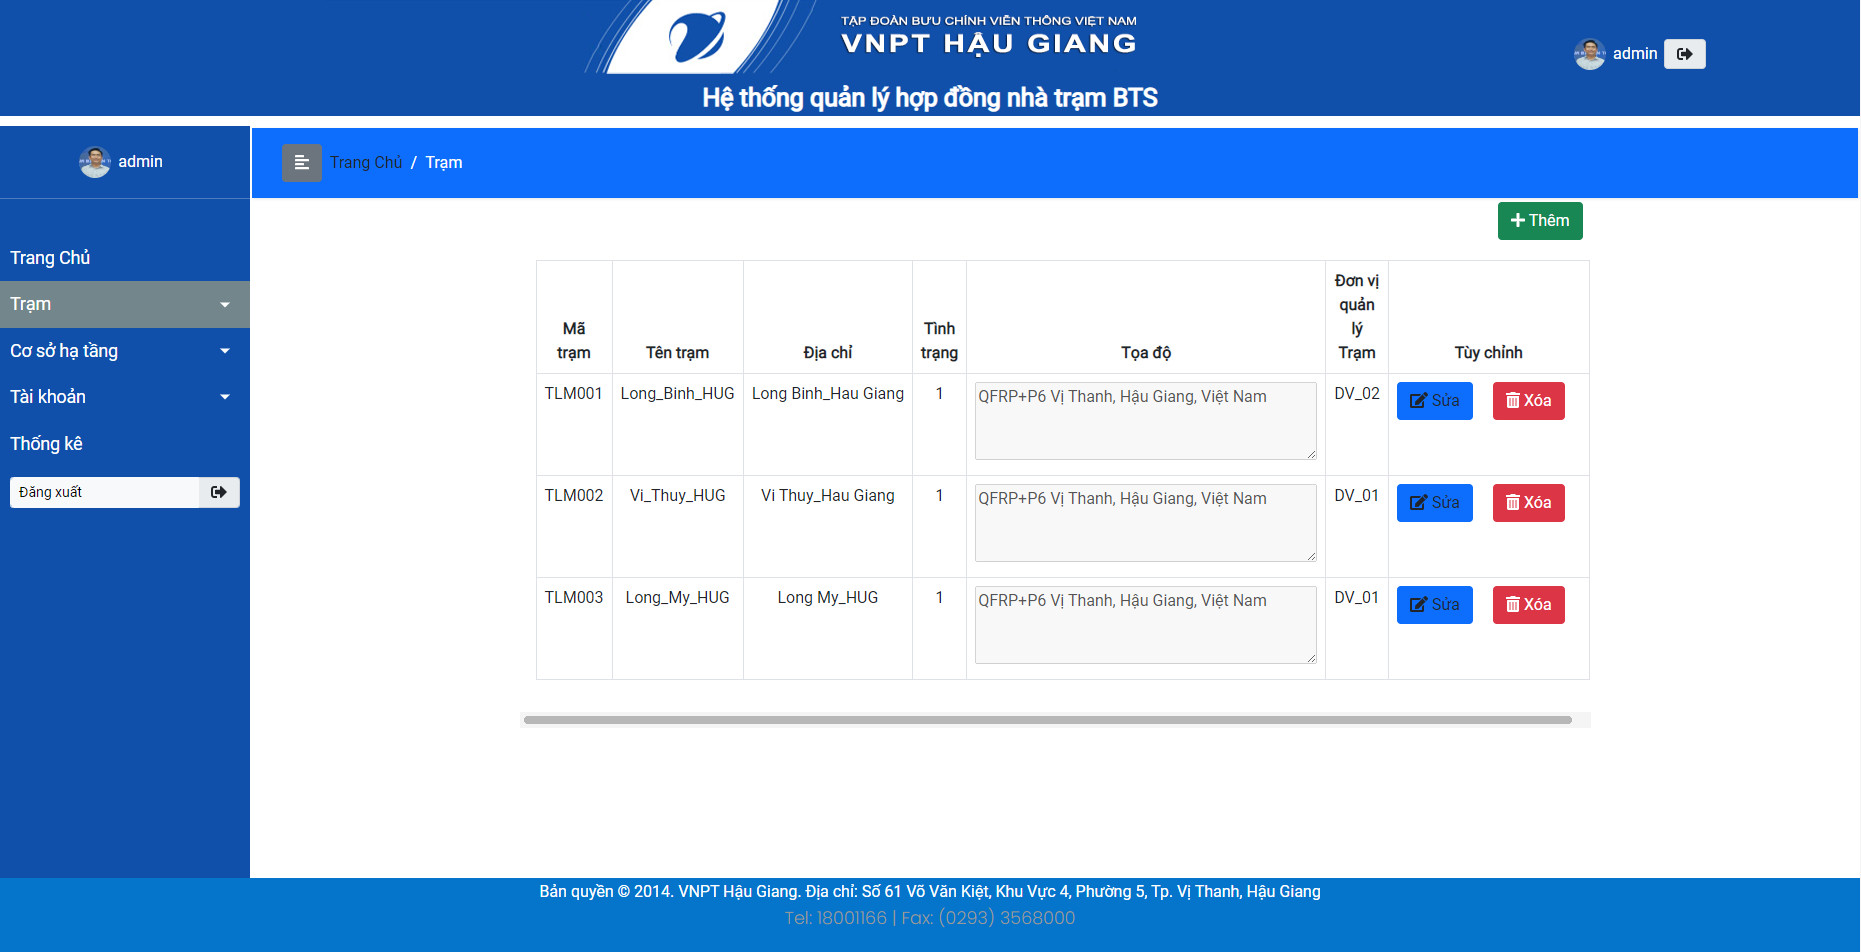 TẬP ĐOÀN BƯU CHÍNH VIỄN THÔNG VIỆT NAM
VNPT HẬU GIANG
admin
Hệ thống quản lý hợp đồng nhà trạm BTS
admin
Trang Chủ / Trạm
Thêm
Trang Chủ
Trạm
Cơ sở hạ tầng
Tài khoản
Thống kê
Đăng xuất
Mã trạm Tên trạm Địa chỉ Tình trạng Tọa độ Đơn vị quản lý Trạm Tùy chỉnh
TLM001 Long_Binh_HUG Long Binh_Hau Giang 1 QFRP+P6 Vị Thanh, Hậu Giang, Việt Nam DV_02 Sửa Xóa
TLM002 Vi_Thuy_HUG Vi Thuy_Hau Giang 1 QFRP+P6 Vị Thanh, Hậu Giang, Việt Nam DV_01 Sửa Xóa
TLM003 Long_My_HUG Long My_HUG 1 QFRP+P6 Vị Thanh, Hậu Giang, Việt Nam DV_01 Sửa Xóa
Bản quyền © 2014. VNPT Hậu Giang. Địa chỉ: Số 61 Võ Văn Kiệt, Khu Vực 4, Phường 5, Tp. Vị Thanh, Hậu Giang
Tel: 18001166 | Fax: (0293) 3568000